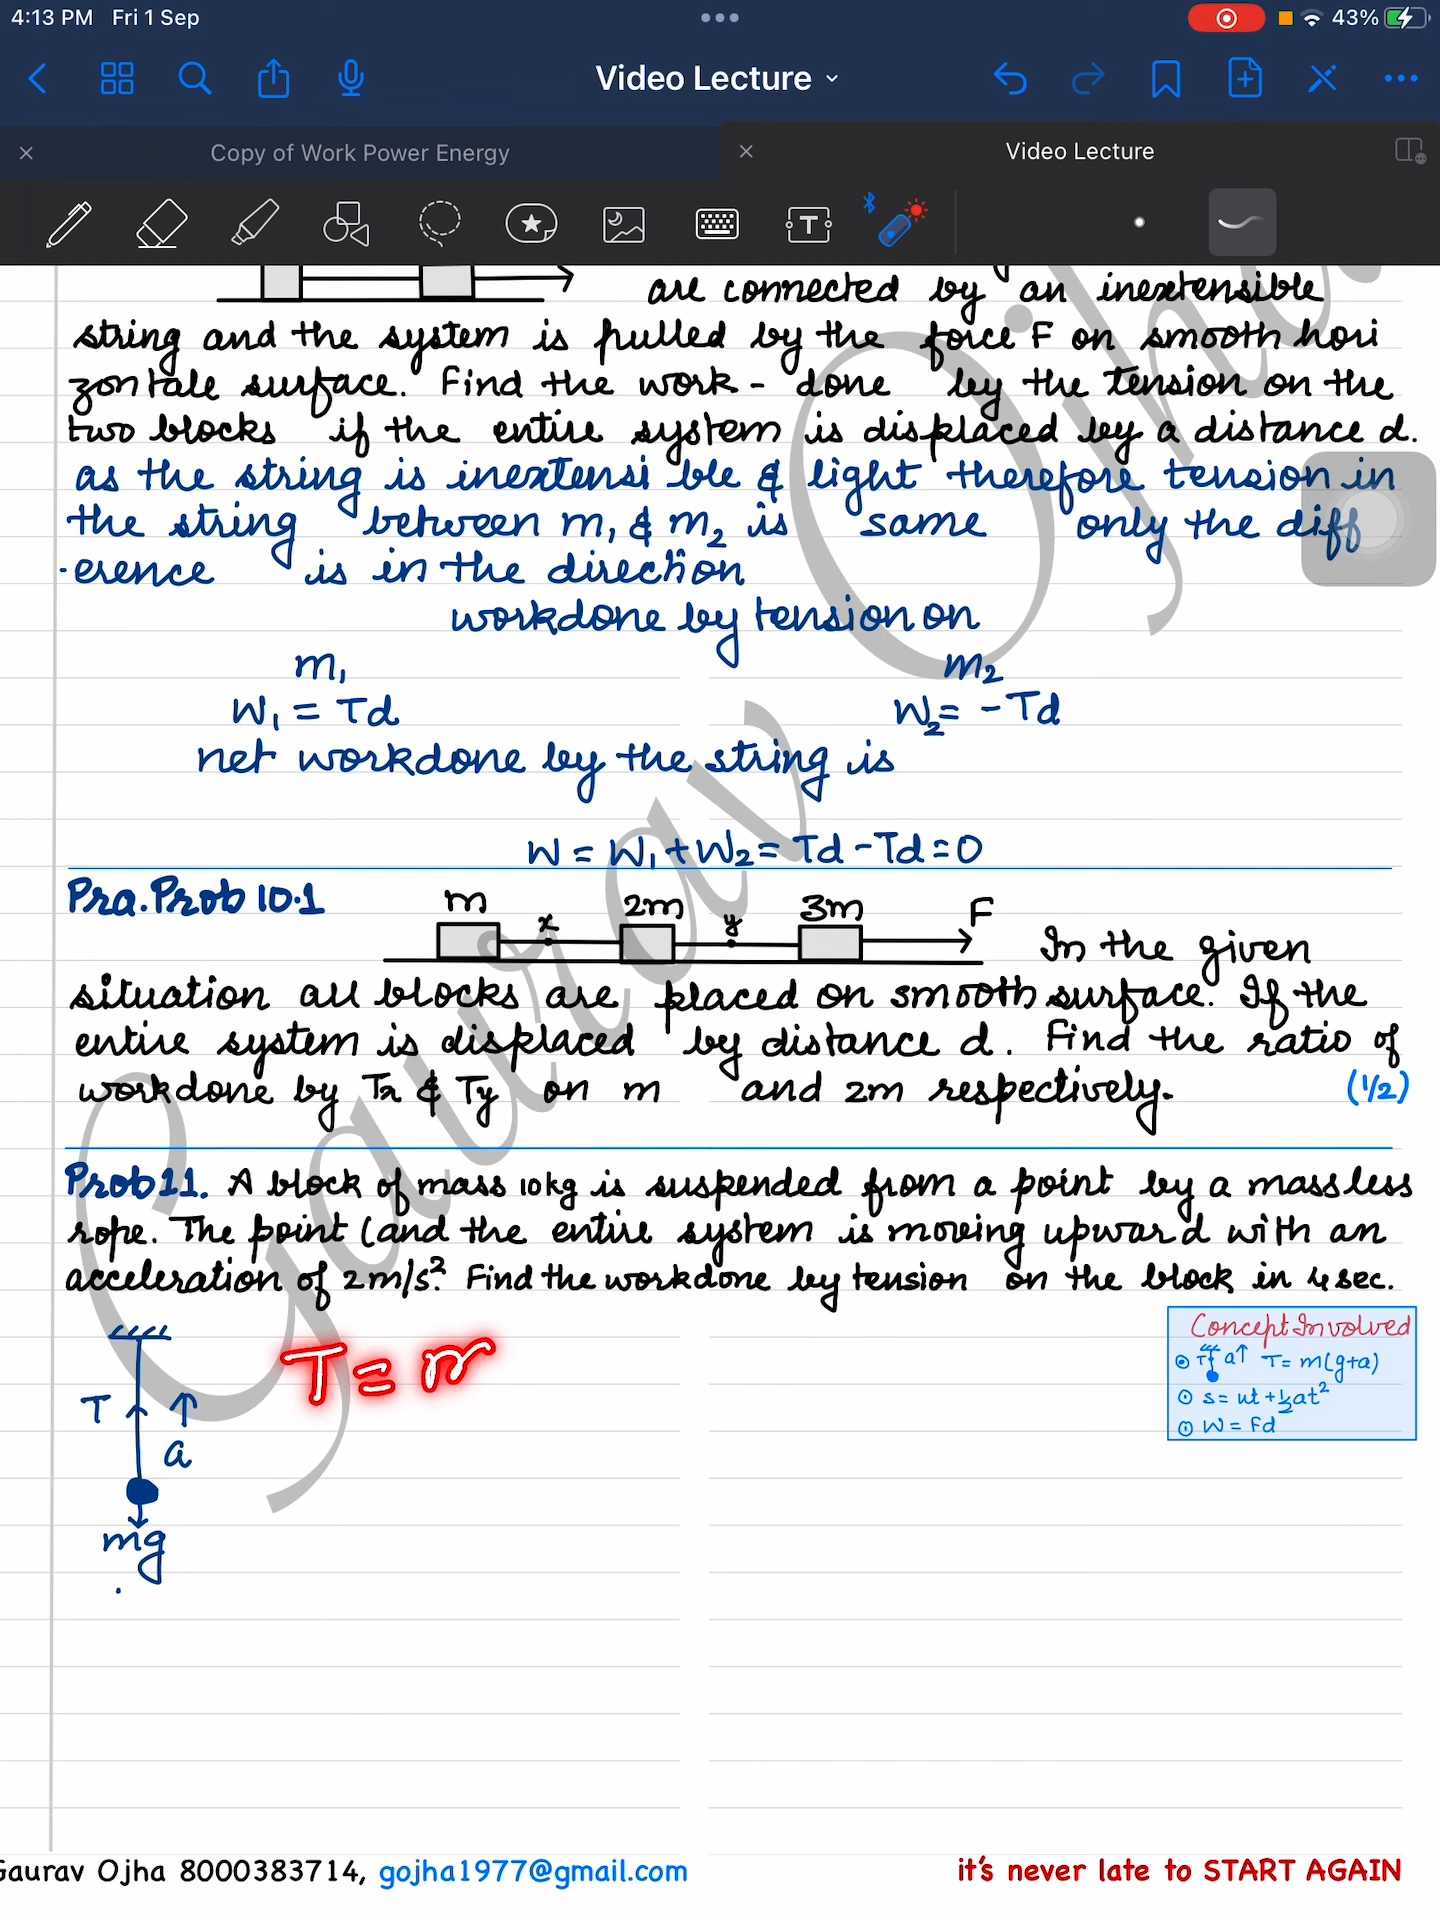 4:13 PM Fri 1 Sep
43%
Video Lecture
Copy of Work Power Energy
Video Lecture
T
are connected by an inextensible
string and the system is pulled by the force F on smooth hori
zontale surface. Find the work - done by the tension on the
two blocks if the entire system is displaced by a distance d.
as the string is inextensi ble & light therefore tension in
the string between m₁ & m₂ is same only the diff
-erence is in the direction
workdone by tension on
m₁ m₂
W₁ = Td W₂= -Td
net workdone by the string is
W = W₁+W₂= Td-Td=0
Pra.Prob 10.1
m x 2m y 3m F
In the given
situation all blocks are placed on smooth surface. If the
entire system is displaced by distance d. Find the ratio of
workdone by Tx & Ty on m and 2m respectively. (1/2)
Prob11. A block of mass 10kg is suspended from a point by a massless
rope. The point (and the entire system is moving upward with an
acceleration of 2m/s². Find the workdone by tension on the block in 4sec.
T a
mg
T =
Concept Involved
T a↑ T= m(g+a)
s= ut+½at²
W = Fd
Gaurav Ojha
Gaurav Ojha 8000383714, gojha1977@gmail.com
it's never late to START AGAIN